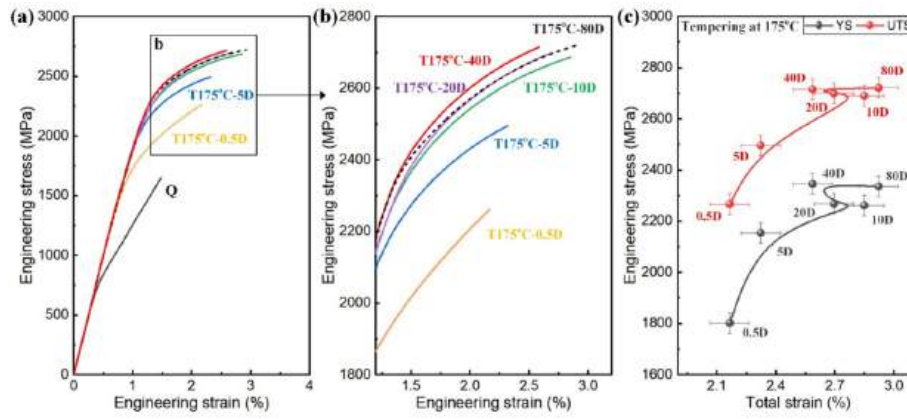 (a)
3000
2500
2000
1500
1000
500
0
Engineering stress (MPa)
0
1
2
3
4
Engineering strain (%)
b
T175°C-5D
T175°C-0.5D
Q
(b)
2800
2600
2400
2200
2000
1800
Engineering stress (MPa)
1.5
2.0
2.5
3.0
Engineering strain (%)
T175°C-80D
T175°C-40D
T175°C-20D
T175°C-10D
T175°C-5D
T175°C-0.5D
(c)
3000
2800
2600
2400
2200
2000
1800
1600
Engineering stress (MPa)
2.1
2.4
2.7
3.0
Total strain (%)
Tempering at 175°C
YS
UTS
40D
80D
20D
10D
5D
0.5D
40D
80D
20D
10D
5D
0.5D